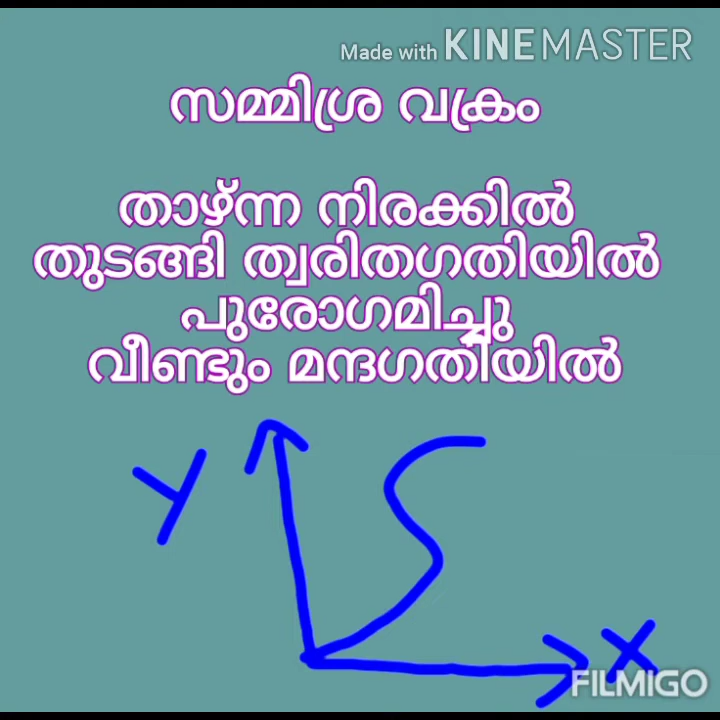 Made with KINEMASTER
സമ്മിശ്ര വക്രം
താഴ്ന്ന നിരക്കിൽ
തുടങ്ങി ത്വരിതഗതിയിൽ
പുരോഗമിച്ചു
വീണ്ടും മന്ദഗതിയിൽ
Y
X
FILMIGO